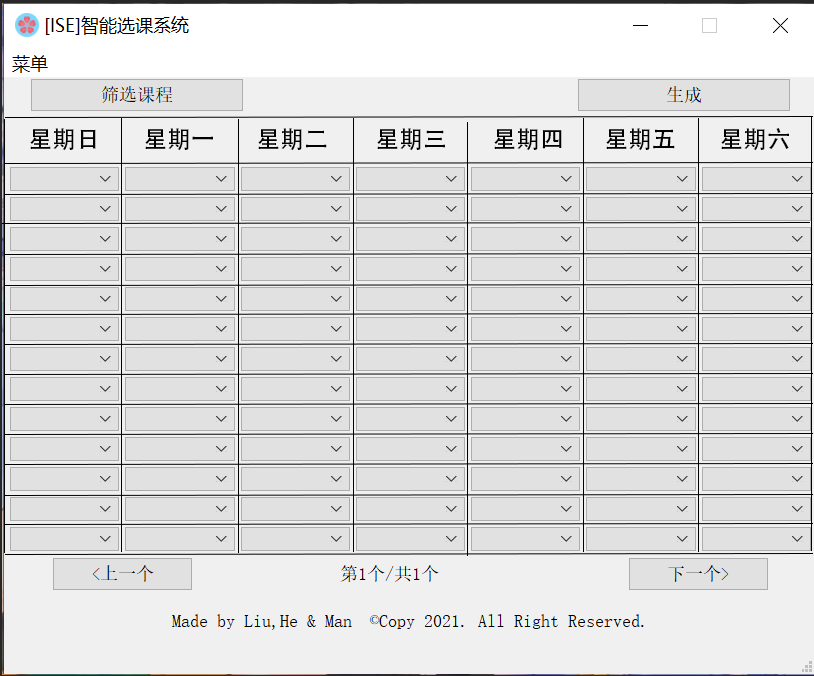 [ISE]智能选课系统
菜单
筛选课程 生成
星期日 星期一 星期二 星期三 星期四 星期五 星期六
<上一个 第1个/共1个 下一个>
Made by Liu,He & Man ©Copy 2021. All Right Reserved.